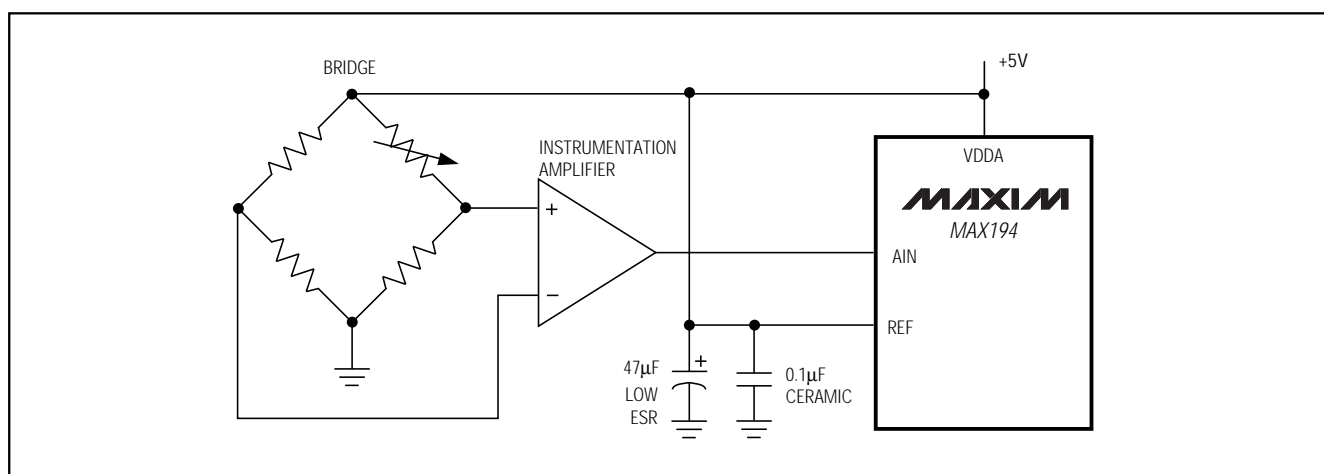 BRIDGE
+5V
INSTRUMENTATION
AMPLIFIER
+
−
VDDA
MAXIM
MAX194
AIN
REF
+
47µF
LOW
ESR
0.1µF
CERAMIC